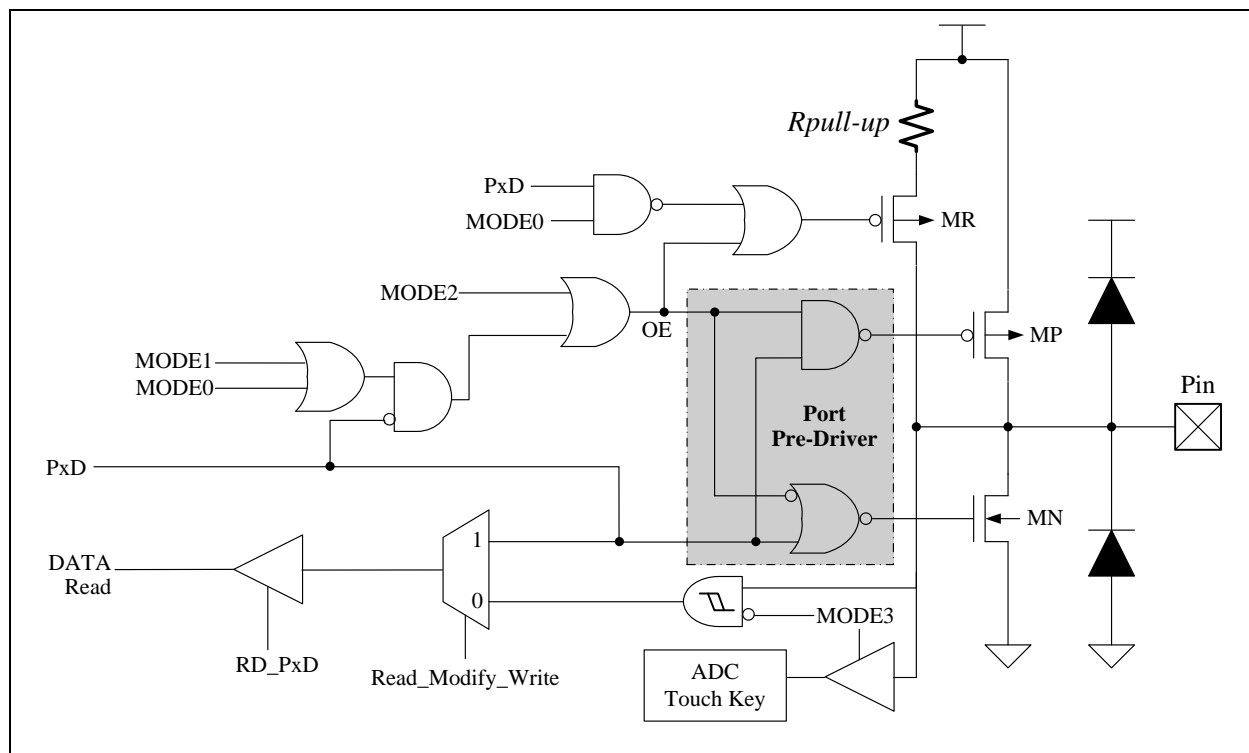 Rpull-up
PxD
MODE0
MR
MODE2
OE
MP
MODE1
MODE0
Pin
Port
Pre-Driver
PxD
MN
1
DATA
Read
0
MODE3
RD_PxD
Read_Modify_Write
ADC
Touch Key